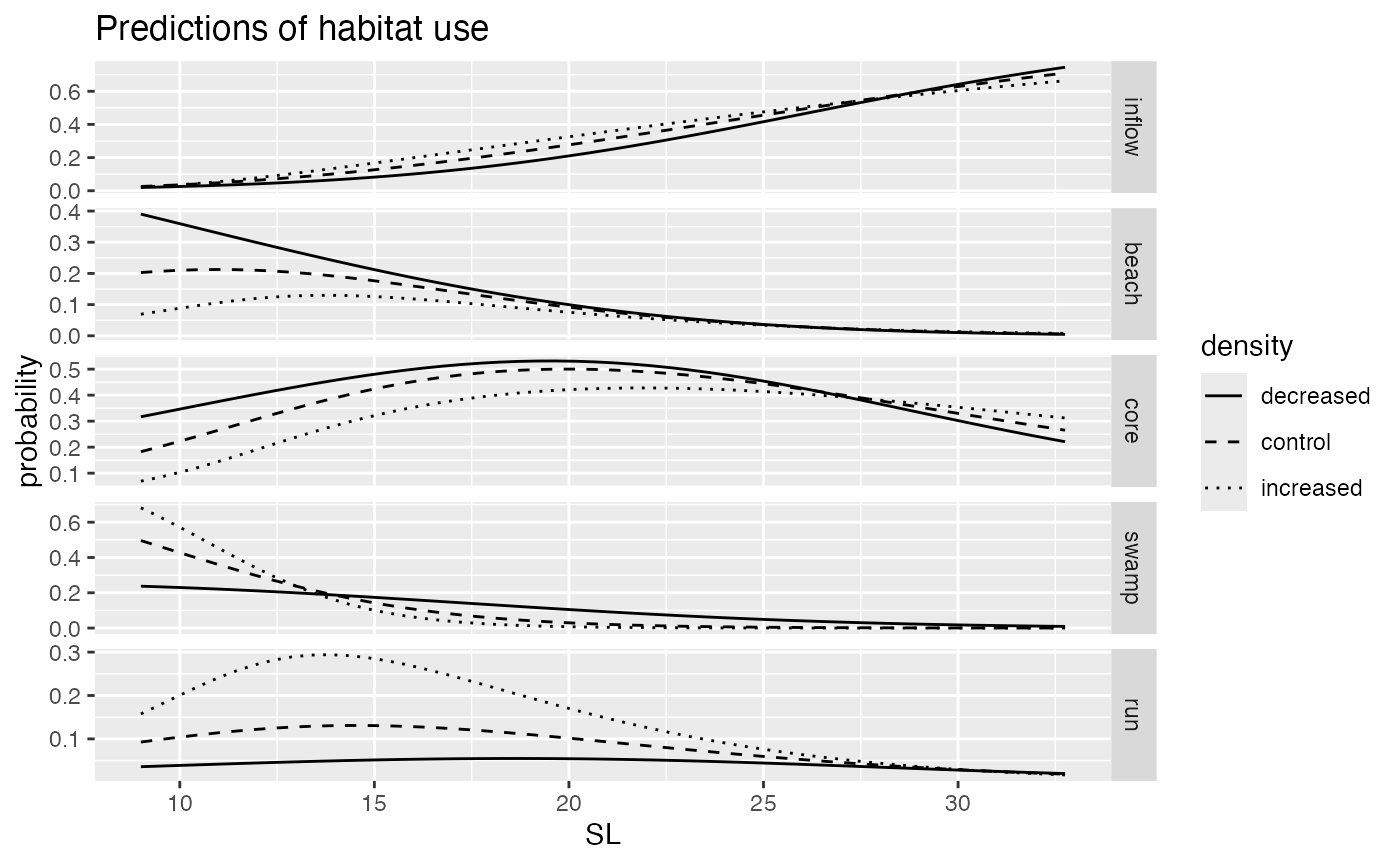 Predictions of habitat use
probability
0.6
0.4
0.2
0.0
inflow
0.4
0.3
0.2
0.1
0.0
beach
0.5
0.4
0.3
0.2
0.1
core
0.6
0.4
0.2
0.0
swamp
0.3
0.2
0.1
run
10 15 20 25 30
SL
density
decreased
control
increased